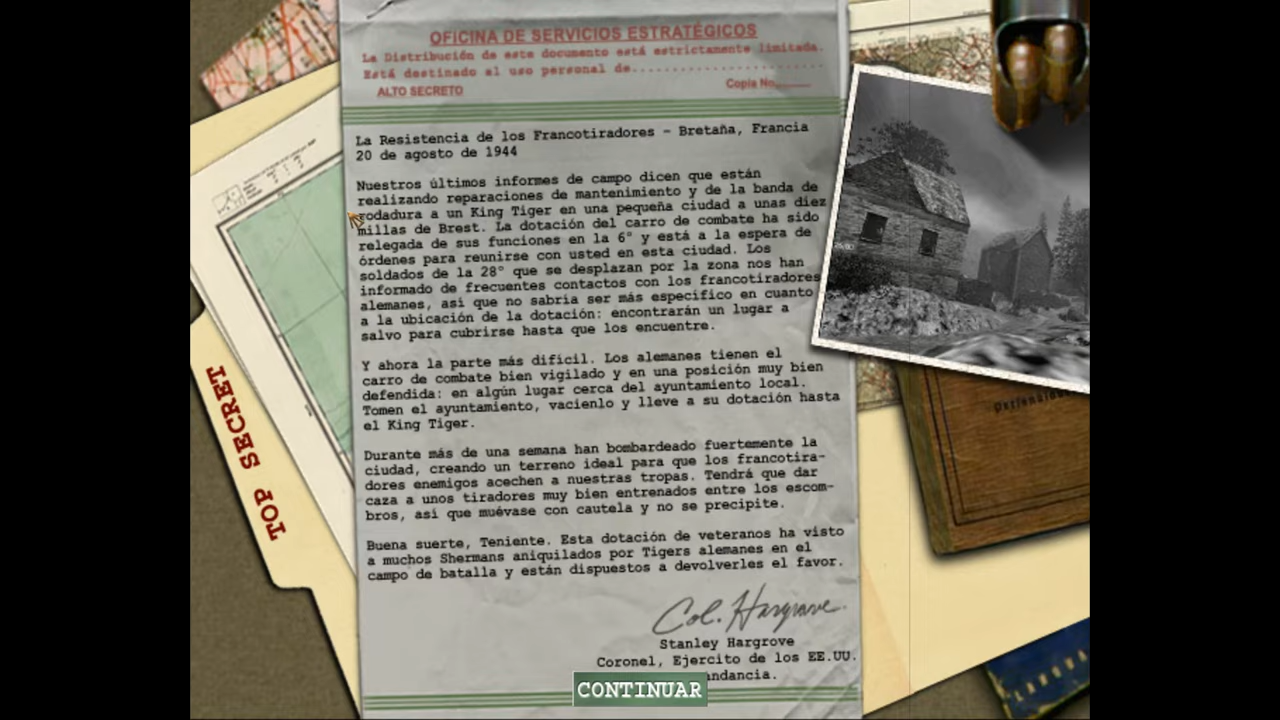 OFICINA DE SERVICIOS ESTRATÉGICOS
La Distribución de este documento está estrictamente limitada.
Está destinado al uso personal de........................
ALTO SECRETO
Copia No.
La Resistencia de los Francotiradores - Bretaña, Francia
20 de agosto de 1944
Nuestros últimos informes de campo dicen que están
realizando reparaciones de mantenimiento y de la banda de
rodadura a un King Tiger en una pequeña ciudad a unas diez
millas de Brest. La dotación del carro de combate ha sido
relegada de sus funciones en la 6° y está a la espera de
órdenes para reunirse con usted en esta ciudad. Los
soldados de la 28° que se desplazan por la zona nos han
informado de frecuentes contactos con los francotiradores
alemanes, así que no sabría ser más específico en cuanto
a la ubicación de la dotación: encontrarán un lugar a
salvo para cubrirse hasta que los encuentre.
Y ahora la parte más difícil. Los alemanes tienen el
carro de combate bien vigilado y en una posición muy bien
defendida: en algún lugar cerca del ayuntamiento local.
Tomen el ayuntamiento, vacíenlo y lleve a su dotación hasta
el King Tiger.
Durante más de una semana han bombardeado fuertemente la
ciudad, creando un terreno ideal para que los francotira-
dores enemigos acechen a nuestras tropas. Tendrá que dar
caza a unos tiradores muy bien entrenados entre los escom-
bros, así que muévase con cautela y no se precipite.
Buena suerte, Teniente. Esta dotación de veteranos ha visto
a muchos Shermans aniquilados por Tigers alemanes en el
campo de batalla y están dispuestos a devolverles el favor.
Col. Hargrove
Stanley Hargrove
Coronel, Ejercito de los EE.UU.
CONTINUAR
TOP SECRET